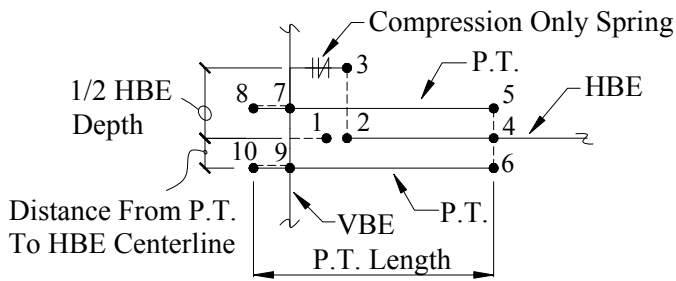 Compression Only Spring
3
P.T.
1/2 HBE
Depth
8
7
5
HBE
1
2
4
10
9
6
Distance From P.T.
To HBE Centerline
VBE
P.T.
P.T. Length